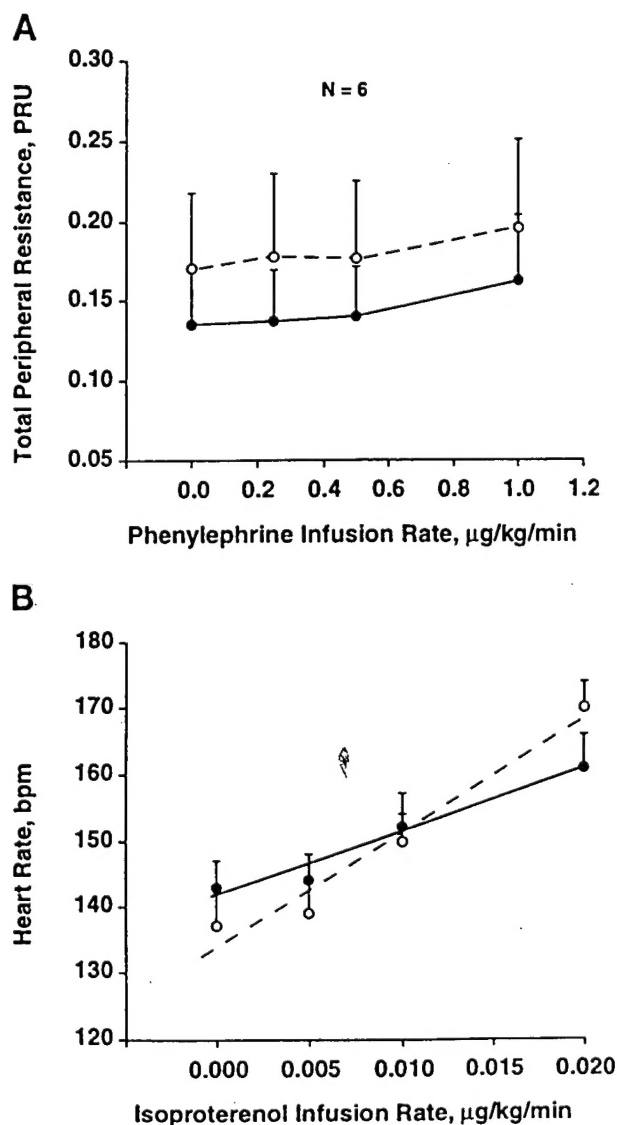 A
Total Peripheral Resistance, PRU
0.30
0.25
0.20
0.15
0.10
0.05
N = 6
0.0 0.2 0.4 0.6 0.8 1.0 1.2
Phenylephrine Infusion Rate, μg/kg/min
B
Heart Rate, bpm
180
170
160
150
140
130
120
0.000 0.005 0.010 0.015 0.020
Isoproterenol Infusion Rate, μg/kg/min